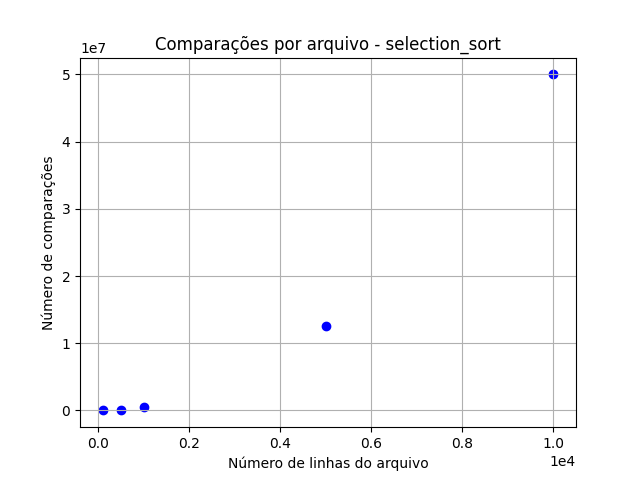 Comparações por arquivo - selection_sort
1e7
5
4
3
2
1
0
Número de comparações
0.0 0.2 0.4 0.6 0.8 1.0
1e4
Número de linhas do arquivo